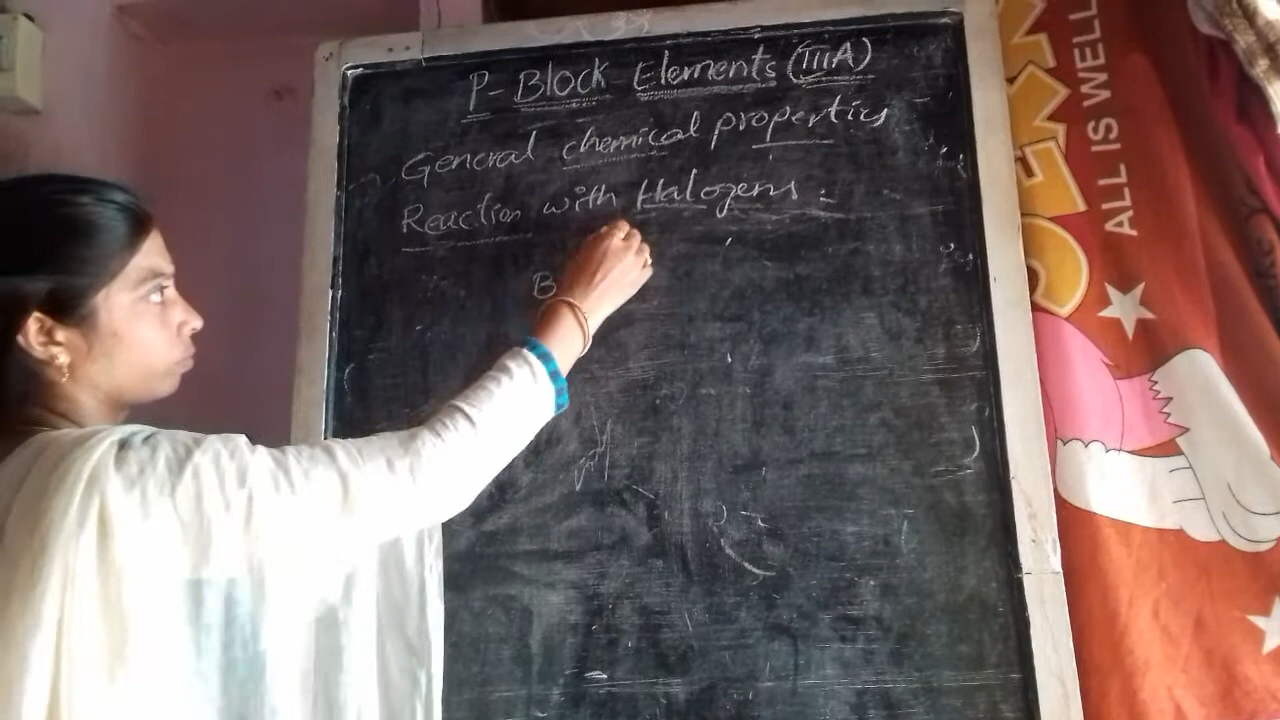 P-Block Elements (IIIA)
General chemical properties
Reaction with Halogens :
B
ALL IS WELL